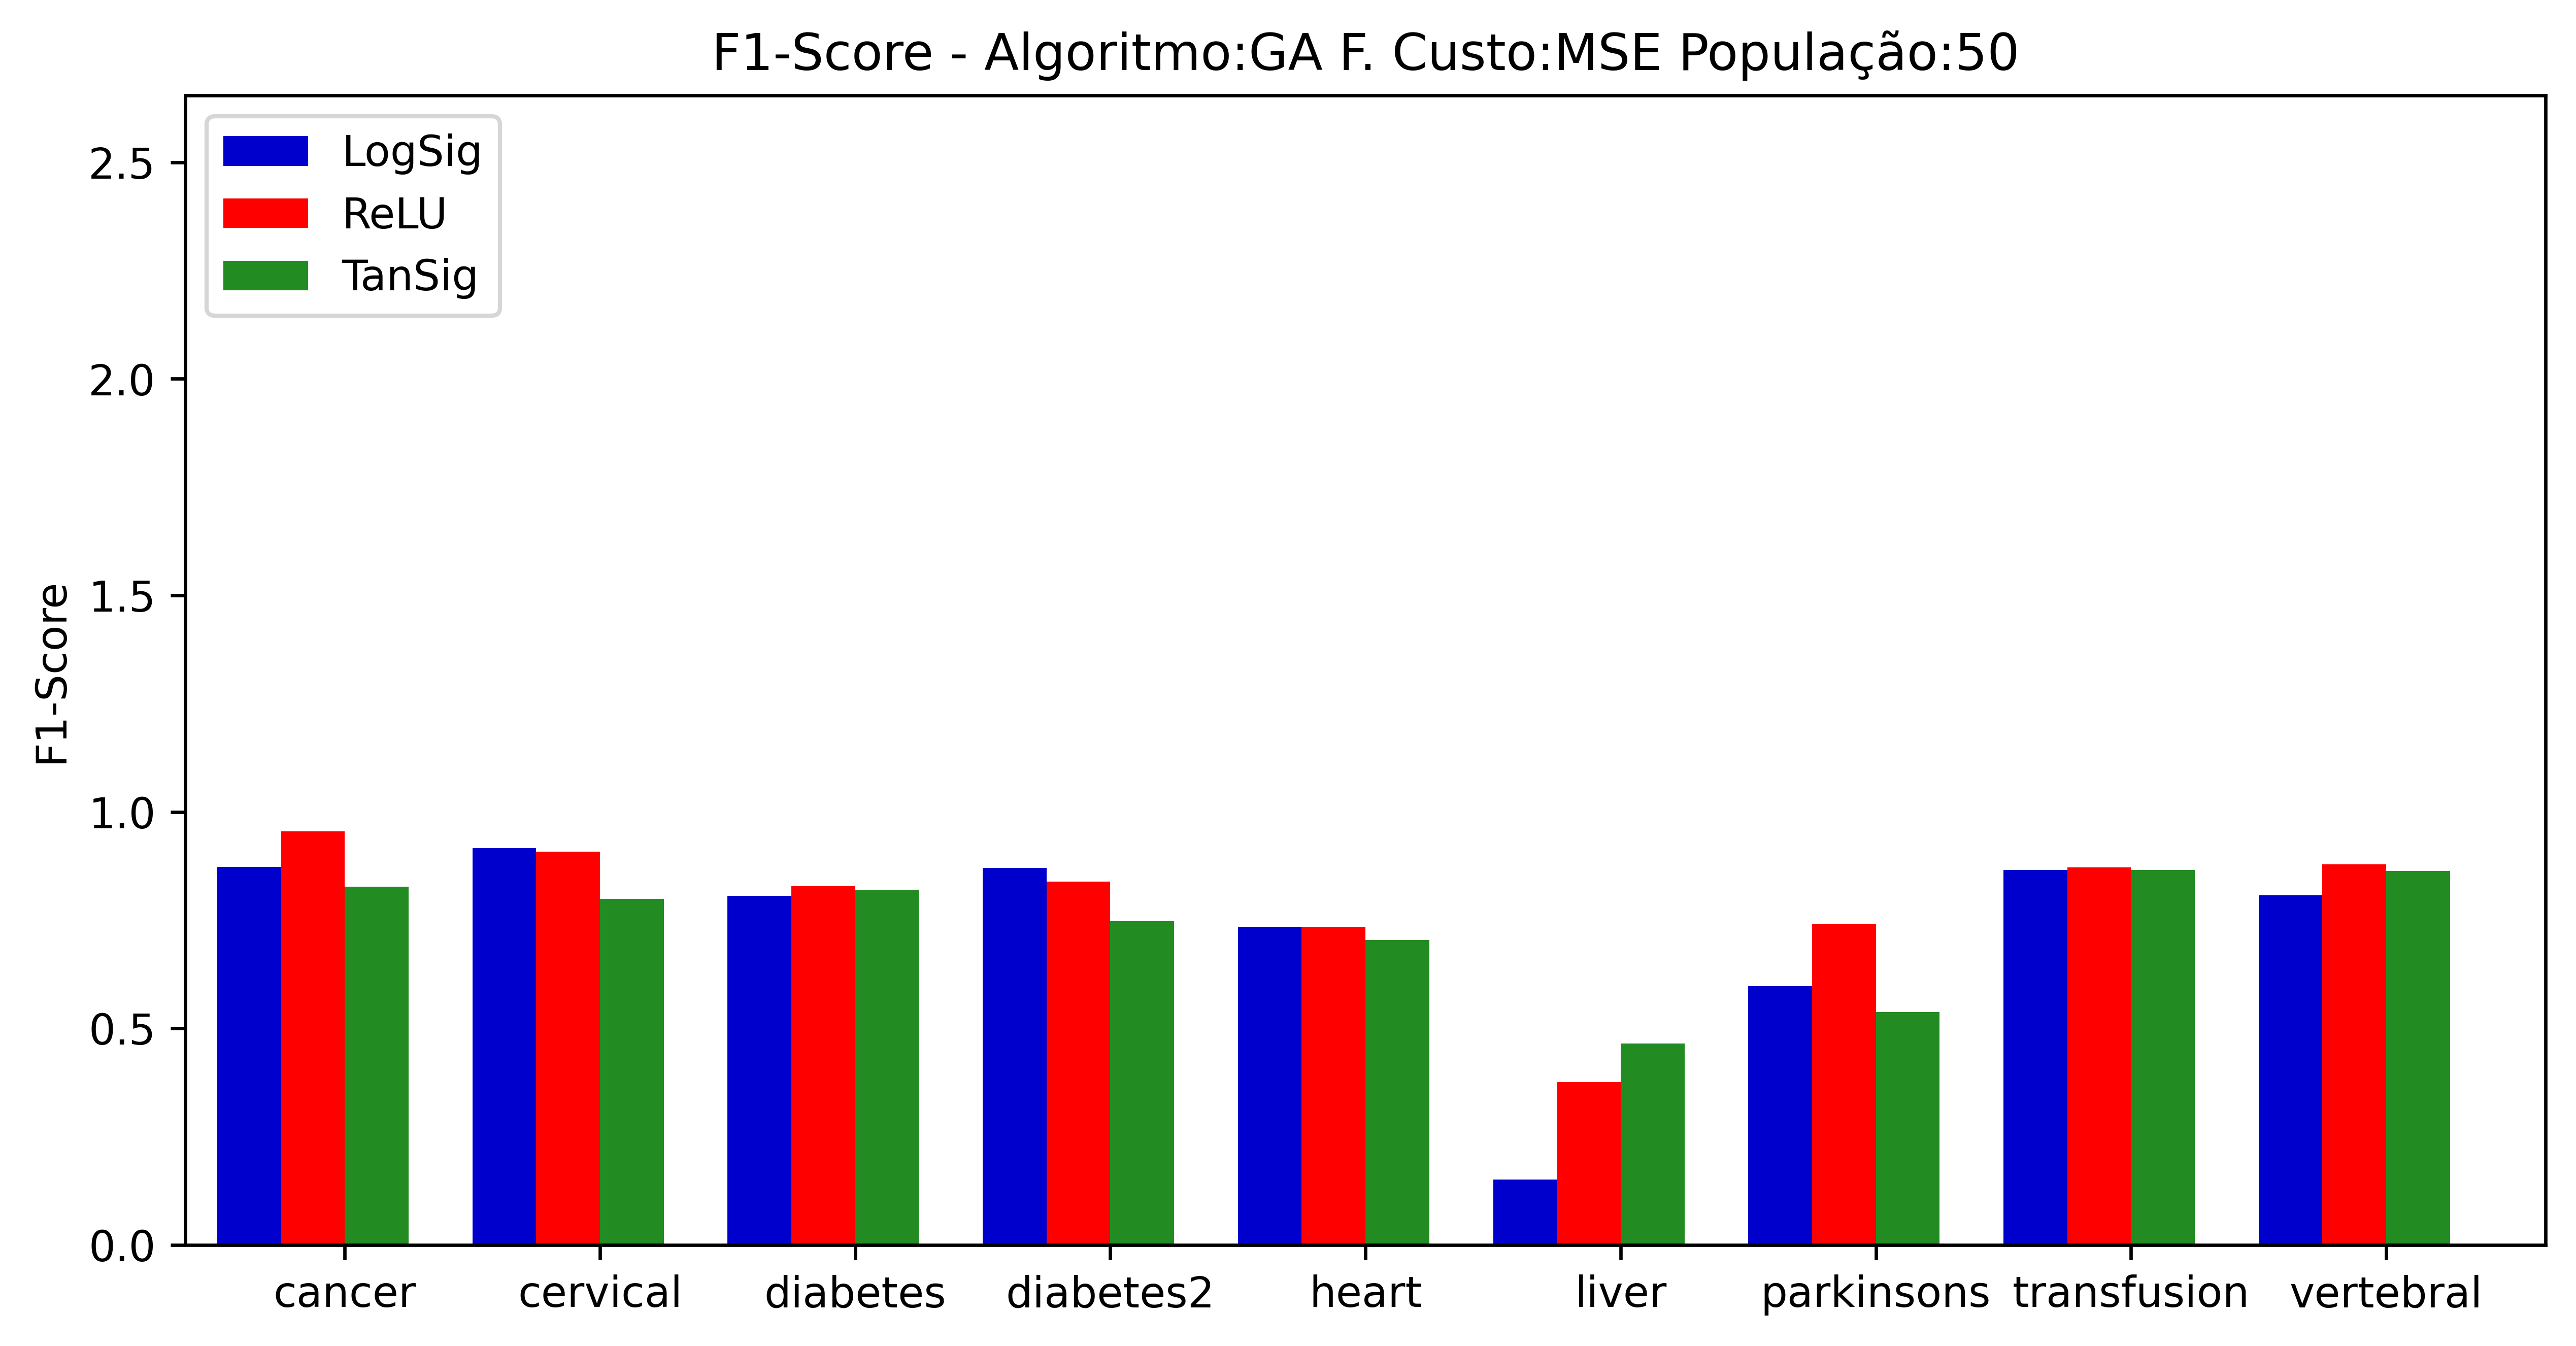 F1-Score - Algoritmo:GA F. Custo:MSE População:50
LogSig
ReLU
TanSig
F1-Score
2.5
2.0
1.5
1.0
0.5
0.0
cancer cervical diabetes diabetes2 heart liver parkinsons transfusion vertebral